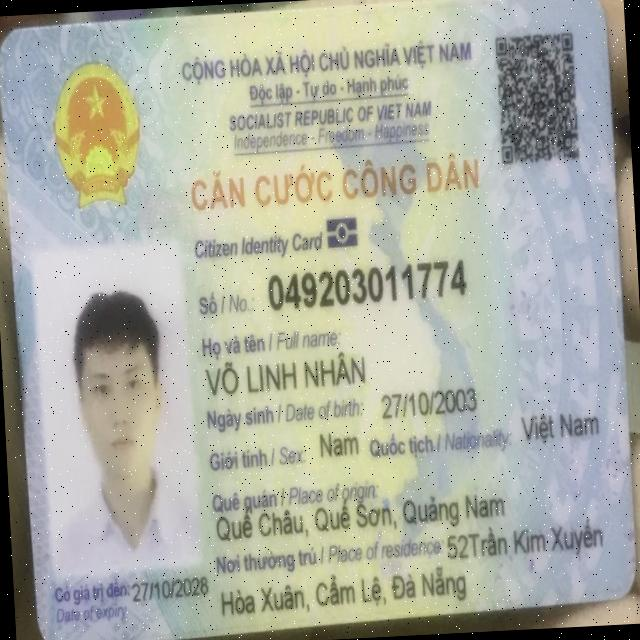 CỘNG HÒA XÃ HỘI CHỦ NGHĨA VIỆT NAM
Độc lập - Tự do - Hạnh phúc
SOCIALIST REPUBLIC OF VIET NAM
Independence - Freedom - Happiness
CĂN CƯỚC CÔNG DÂN
Citizen Identity Card
Số / No.: 049203011774
Họ và tên / Full name:
VÕ LINH NHÂN
Ngày sinh / Date of birth: 27/10/2003
Giới tính / Sex: Nam Quốc tịch / Nationality: Việt Nam
Quê quán / Place of origin:
Quế Châu, Quế Sơn, Quảng Nam
Nơi thường trú / Place of residence: 52Trần Kim Xuyến
Hòa Xuân, Cẩm Lệ, Đà Nẵng
Có giá trị đến: 27/10/2028
Date of expiry: